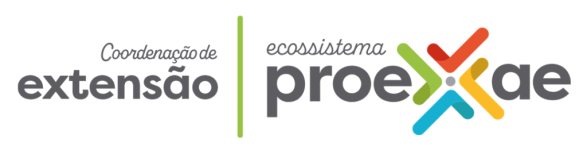 Coordenação de
extensão
ecossistema
proexae